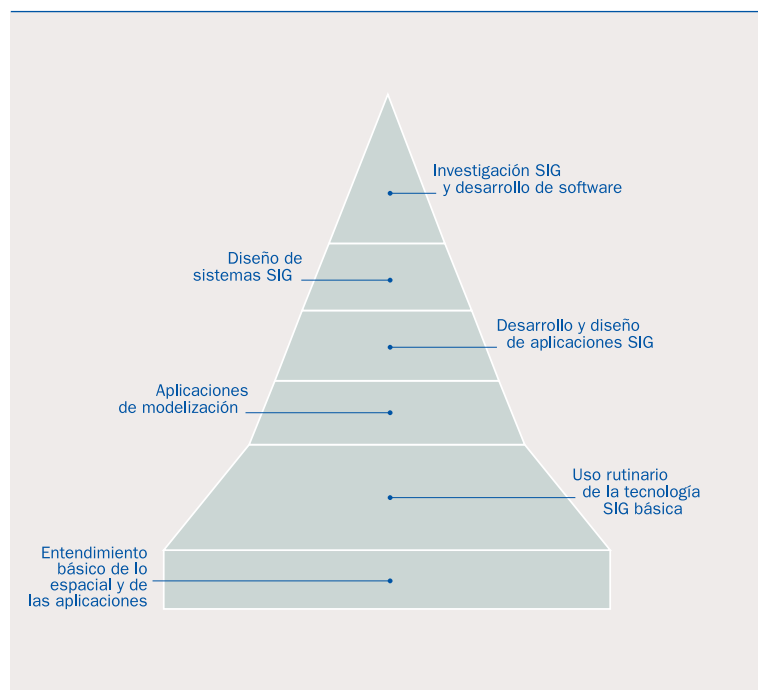 Investigación SIG
y desarrollo de software
Diseño de
sistemas SIG
Desarrollo y diseño
de aplicaciones SIG
Aplicaciones
de modelización
Uso rutinario
de la tecnología
SIG básica
Entendimiento
básico de lo
espacial y de
las aplicaciones